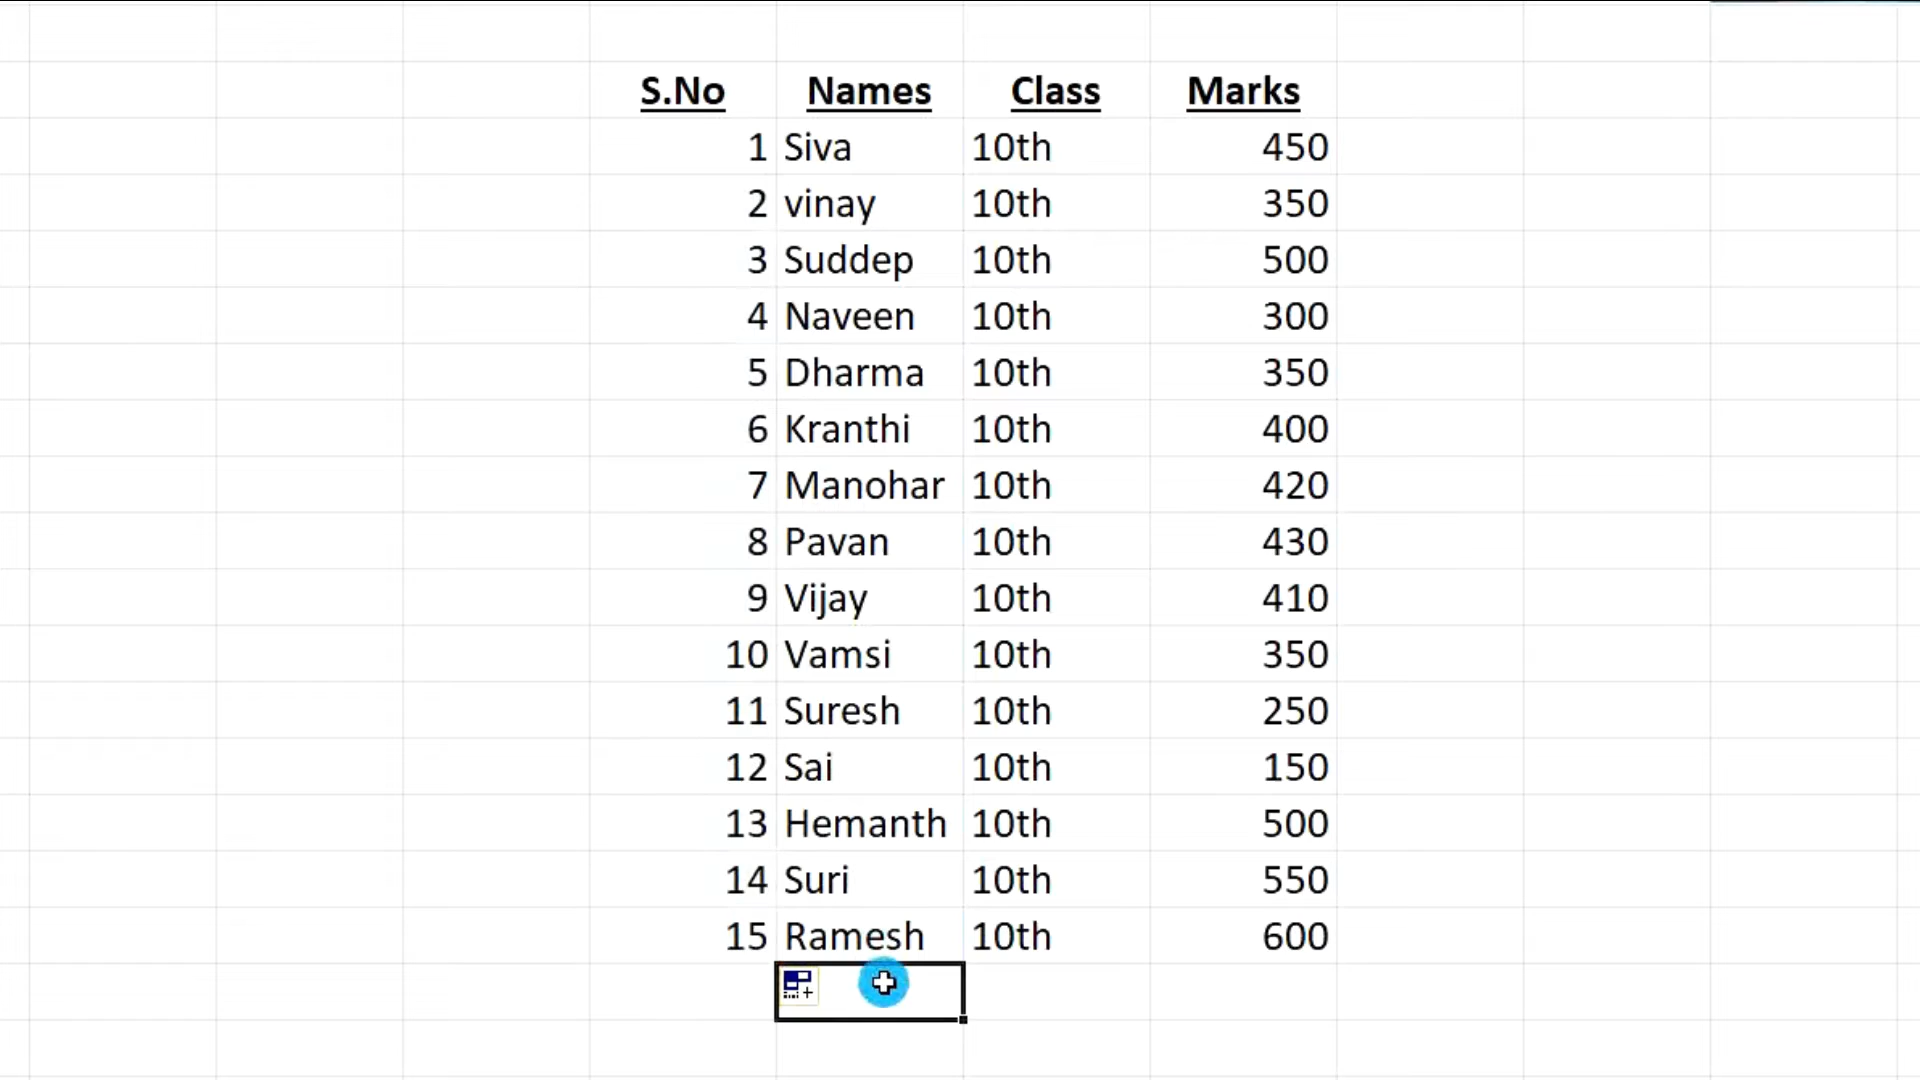 S.No Names Class Marks
1 Siva 10th 450
2 vinay 10th 350
3 Suddep 10th 500
4 Naveen 10th 300
5 Dharma 10th 350
6 Kranthi 10th 400
7 Manohar 10th 420
8 Pavan 10th 430
9 Vijay 10th 410
10 Vamsi 10th 350
11 Suresh 10th 250
12 Sai 10th 150
13 Hemanth 10th 500
14 Suri 10th 550
15 Ramesh 10th 600